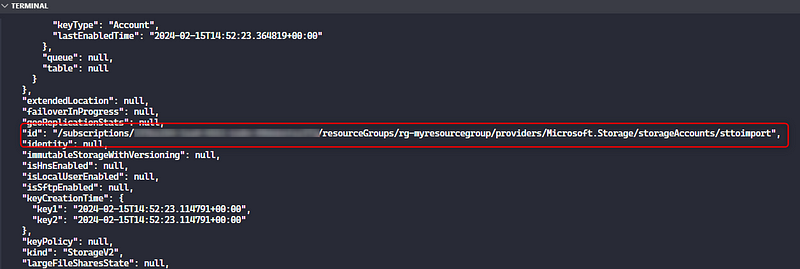 TERMINAL
"keyType": "Account",
"lastEnabledTime": "2024-02-15T14:52:23.364819+00:00"
},
"queue": null,
"table": null
}
},
"extendedLocation": null,
"failoverInProgress": null,
"geoReplicationStats": null,
"id": "/subscriptions/ /resourceGroups/rg-myresourcegroup/providers/Microsoft.Storage/storageAccounts/sttoimport",
"identity": null,
"immutableStorageWithVersioning": null,
"isHnsEnabled": null,
"isLocalUserEnabled": null,
"isSftpEnabled": null,
"keyCreationTime": {
"key1": "2024-02-15T14:52:23.114791+00:00",
"key2": "2024-02-15T14:52:23.114791+00:00"
},
"keyPolicy": null,
"kind": "StorageV2",
"largeFileSharesState": null,